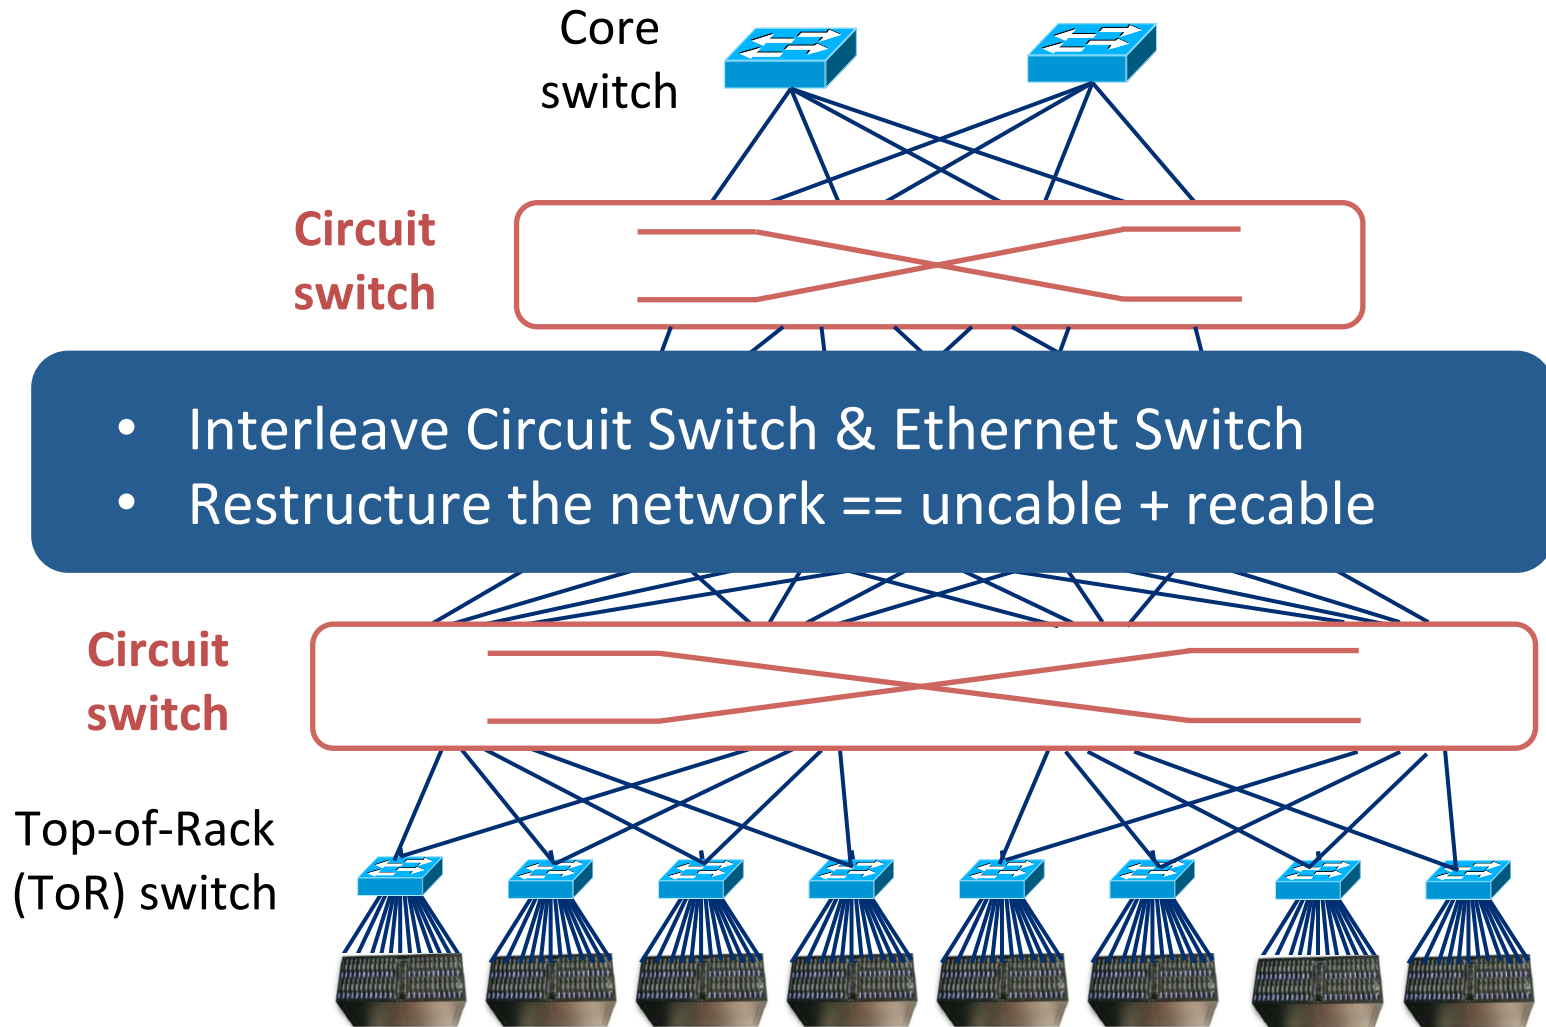 Core
switch
Circuit
switch
• Interleave Circuit Switch & Ethernet Switch
• Restructure the network == uncable + recable
Circuit
switch
Top-of-Rack
(ToR) switch